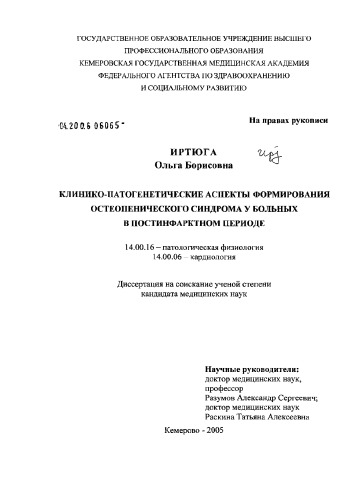 ГОСУДАРСТВЕННОЕ ОБРАЗОВАТЕЛЬНОЕ УЧРЕЖДЕНИЕ ВЫСШЕГО
ПРОФЕССИОНАЛЬНОГО ОБРАЗОВАНИЯ
КЕМЕРОВСКАЯ ГОСУДАРСТВЕННАЯ МЕДИЦИНСКАЯ АКАДЕМИЯ
ФЕДЕРАЛЬНОГО АГЕНТСТВА ПО ЗДРАВООХРАНЕНИЮ
И СОЦИАЛЬНОМУ РАЗВИТИЮ
04.2006 06065
На правах рукописи
ИРТЮГА
Ольга Борисовна
КЛИНИКО-ПАТОГЕНЕТИЧЕСКИЕ АСПЕКТЫ ФОРМИРОВАНИЯ
ОСТЕОПЕНИЧЕСКОГО СИНДРОМА У БОЛЬНЫХ
В ПОСТИНФАРКТНОМ ПЕРИОДЕ
14.00.16 – патологическая физиология
14.00.06 – кардиология
Диссертация на соискание ученой степени
кандидата медицинских наук
Научные руководители:
доктор медицинских наук,
профессор
Разумов Александр Сергеевич;
доктор медицинских наук
Раскина Татьяна Алексеевна
Кемерово - 2005